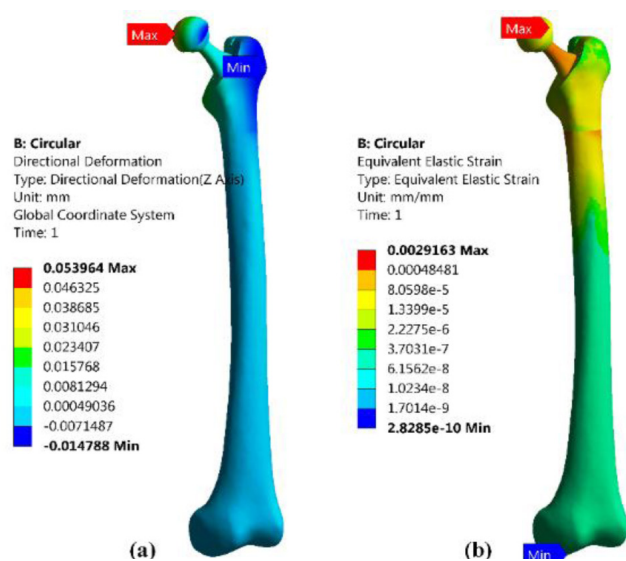 Max
Min
B: Circular
Directional Deformation
Type: Directional Deformation(Z Axis)
Unit: mm
Global Coordinate System
Time: 1
0.053964 Max
0.046325
0.038685
0.031046
0.023407
0.015768
0.0081294
0.00049036
-0.0071487
-0.014788 Min
(a)
Max
B: Circular
Equivalent Elastic Strain
Type: Equivalent Elastic Strain
Unit: mm/mm
Time: 1
0.0029163 Max
0.00048481
8.0598e-5
1.3399e-5
2.2275e-6
3.7031e-7
6.1562e-8
1.0234e-8
1.7014e-9
2.8285e-10 Min
(b)
Min